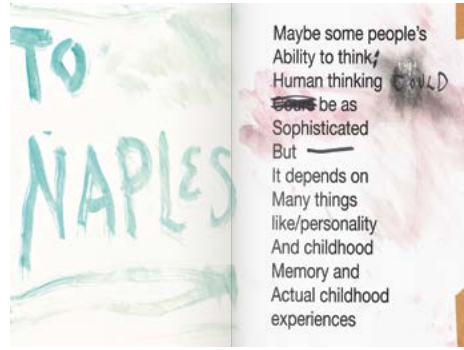 TO
NAPLES
Maybe some people's
Ability to think;
Human thinking COULD
be as
Sophisticated
But —
It depends on
Many things
like/personality
And childhood
Memory and
Actual childhood
experiences